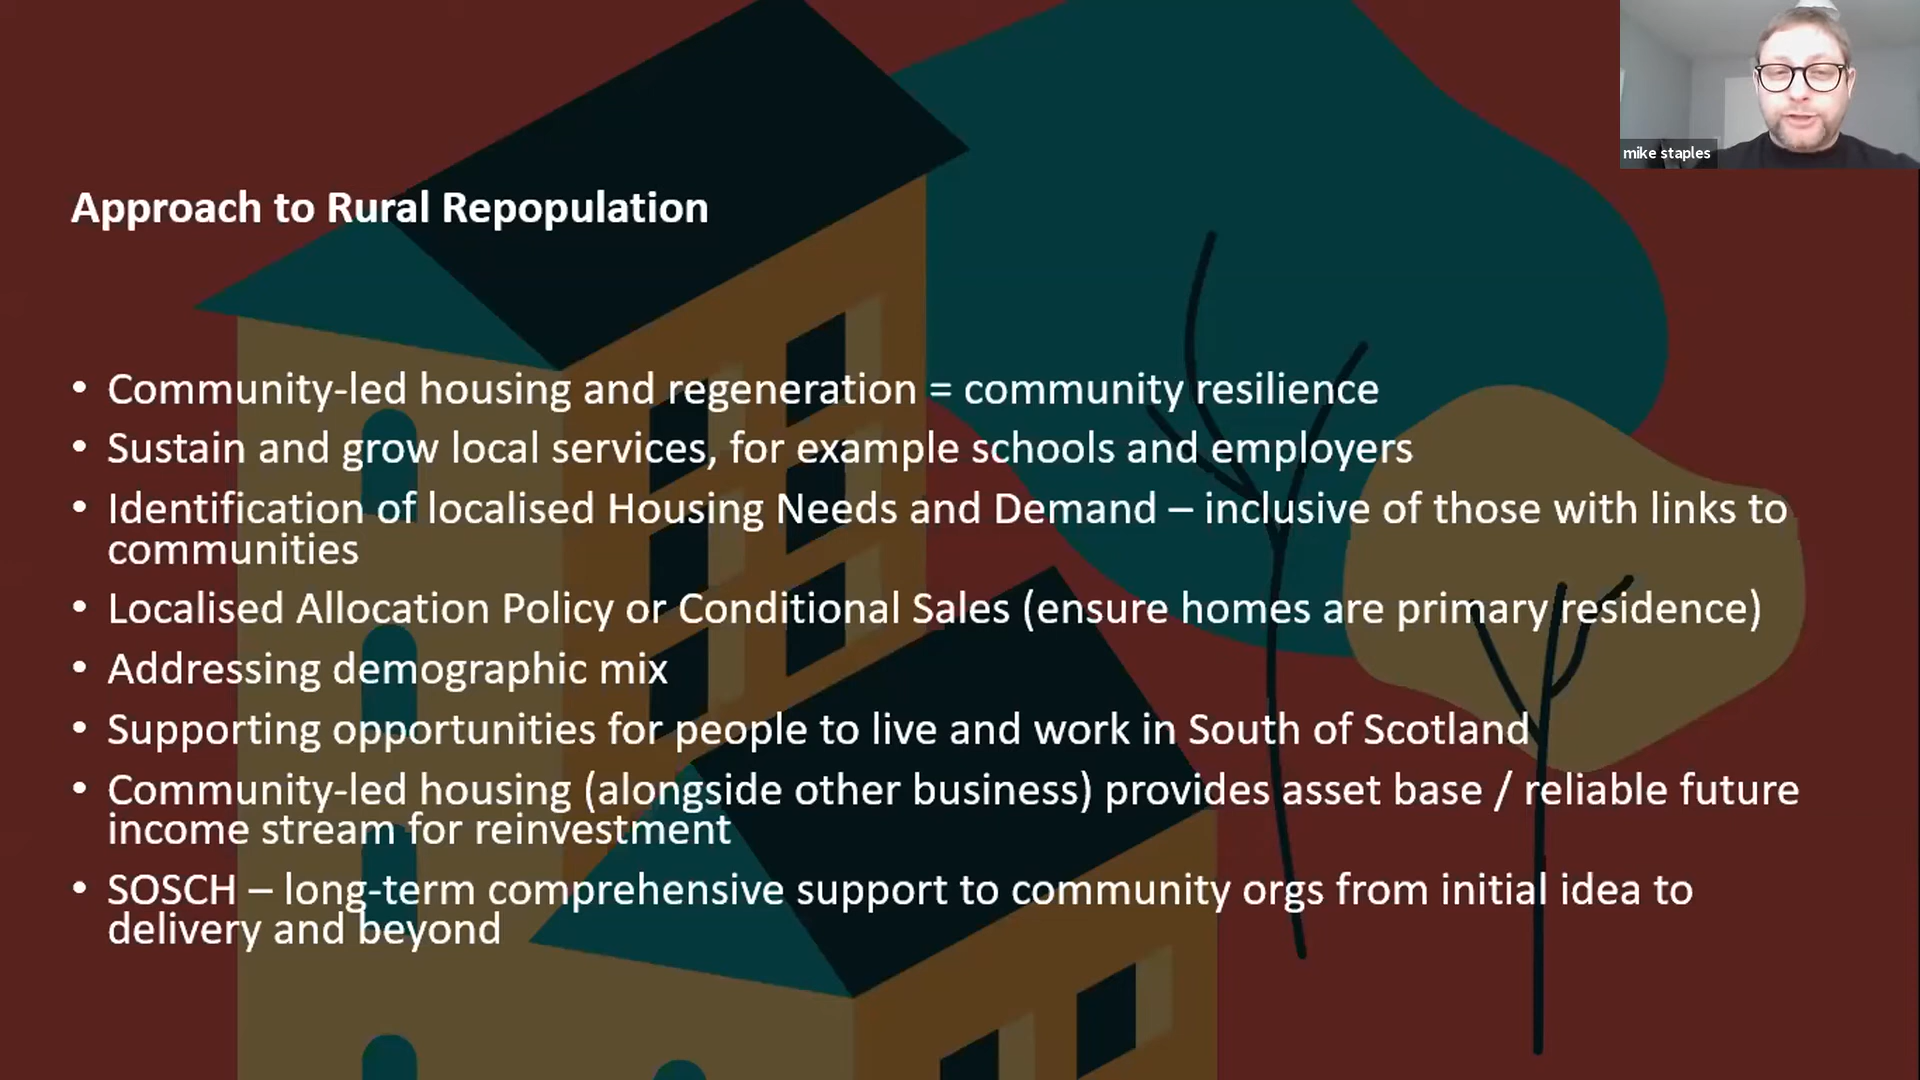 mike staples
Approach to Rural Repopulation
• Community-led housing and regeneration = community resilience
• Sustain and grow local services, for example schools and employers
• Identification of localised Housing Needs and Demand – inclusive of those with links to
communities
• Localised Allocation Policy or Conditional Sales (ensure homes are primary residence)
• Addressing demographic mix
• Supporting opportunities for people to live and work in South of Scotland
• Community-led housing (alongside other business) provides asset base / reliable future
income stream for reinvestment
• SOSCH – long-term comprehensive support to community orgs from initial idea to
delivery and beyond